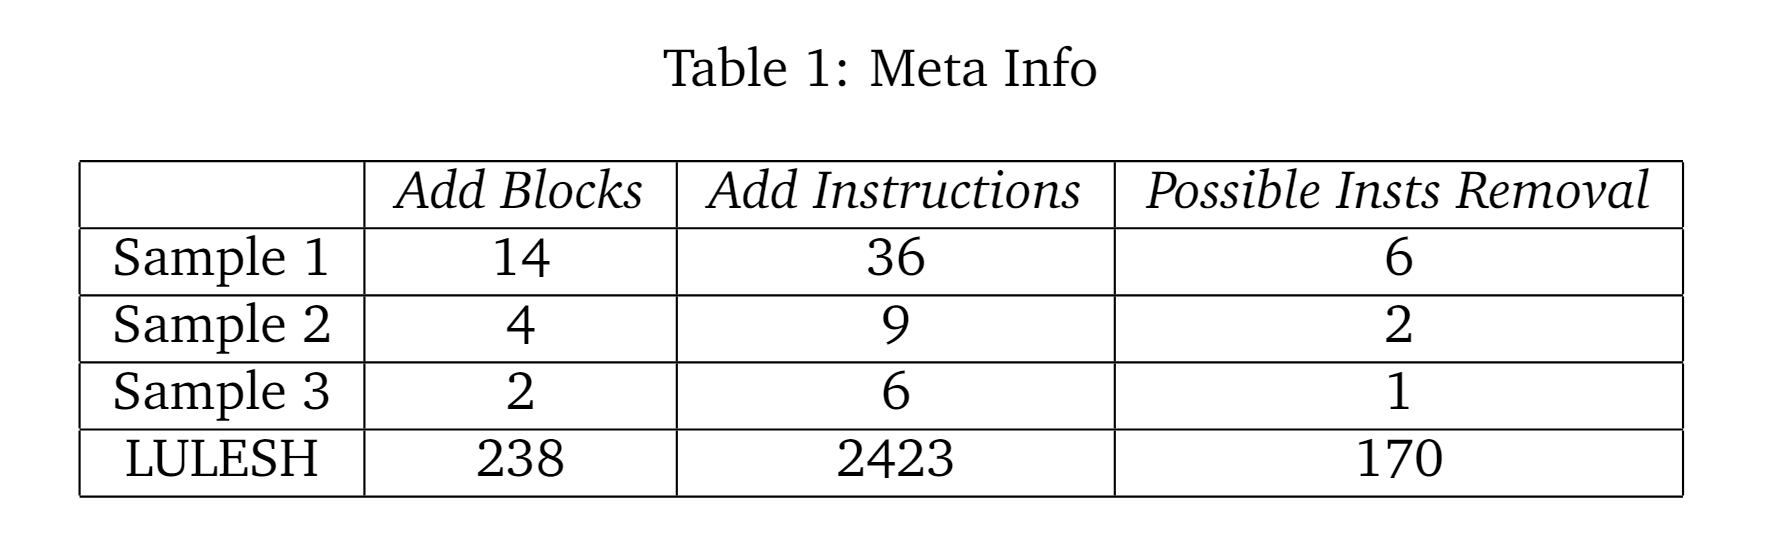 Table 1: Meta Info
Add Blocks Add Instructions Possible Insts Removal
Sample 1 14 36 6
Sample 2 4 9 2
Sample 3 2 6 1
LULESH 238 2423 170